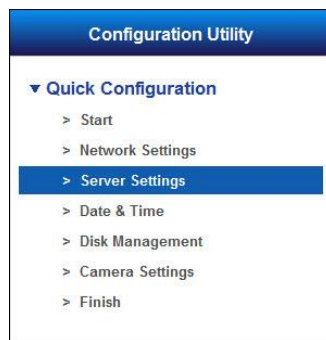 Configuration Utility
Quick Configuration
> Start
> Network Settings
> Server Settings
> Date & Time
> Disk Management
> Camera Settings
> Finish